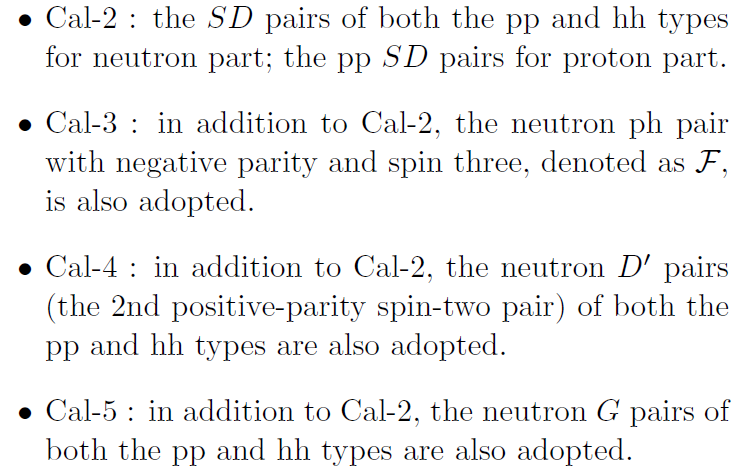 • Cal-2 : the SD pairs of both the pp and hh types
for neutron part; the pp SD pairs for proton part.
• Cal-3 : in addition to Cal-2, the neutron ph pair
with negative parity and spin three, denoted as ℱ,
is also adopted.
• Cal-4 : in addition to Cal-2, the neutron D′ pairs
(the 2nd positive-parity spin-two pair) of both the
pp and hh types are also adopted.
• Cal-5 : in addition to Cal-2, the neutron G pairs of
both the pp and hh types are also adopted.